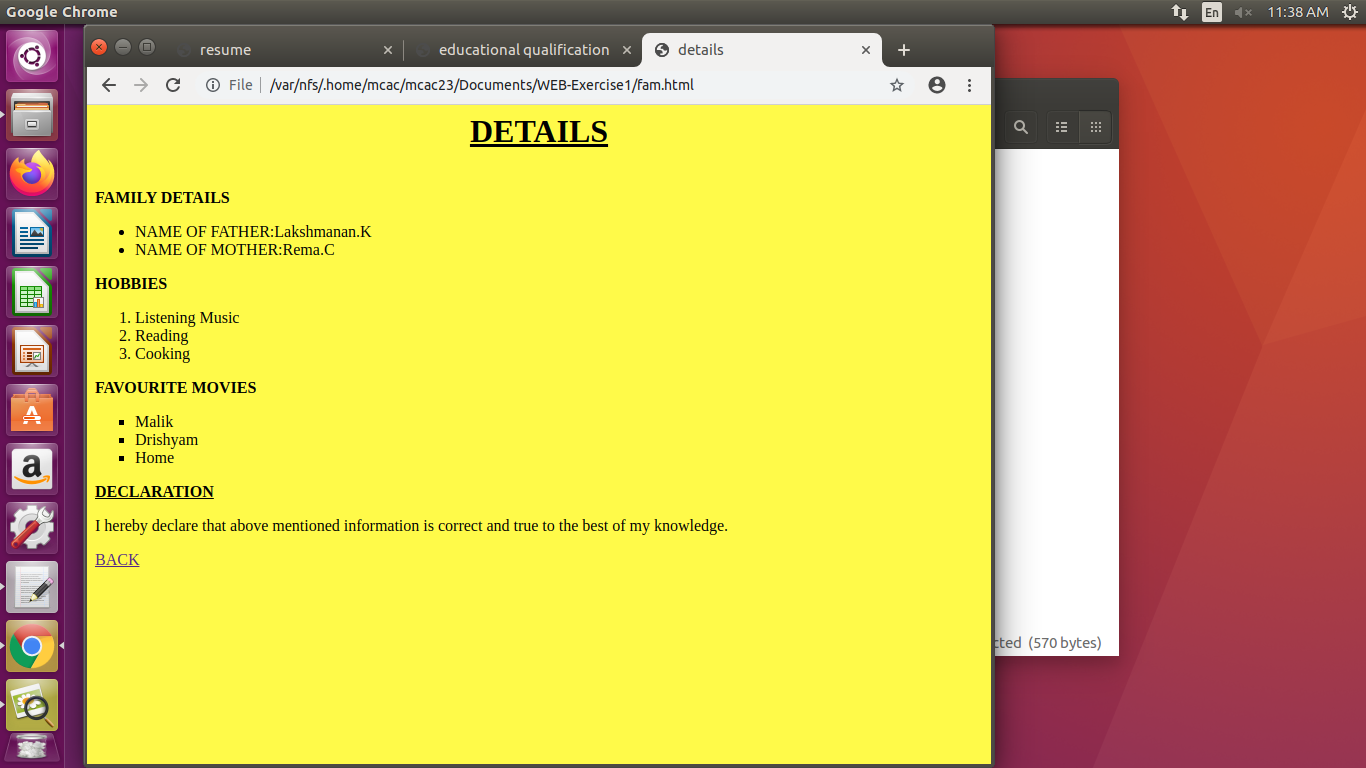 Google Chrome
En
11:38 AM
resume
educational qualification
details
File
/var/nfs/.home/mcac/mcac23/Documents/WEB-Exercise1/fam.html
DETAILS
FAMILY DETAILS
• NAME OF FATHER:Lakshmanan.K
• NAME OF MOTHER:Rema.C
HOBBIES
1. Listening Music
2. Reading
3. Cooking
FAVOURITE MOVIES
▪ Malik
▪ Drishyam
▪ Home
DECLARATION
I hereby declare that above mentioned information is correct and true to the best of my knowledge.
BACK
(570 bytes)